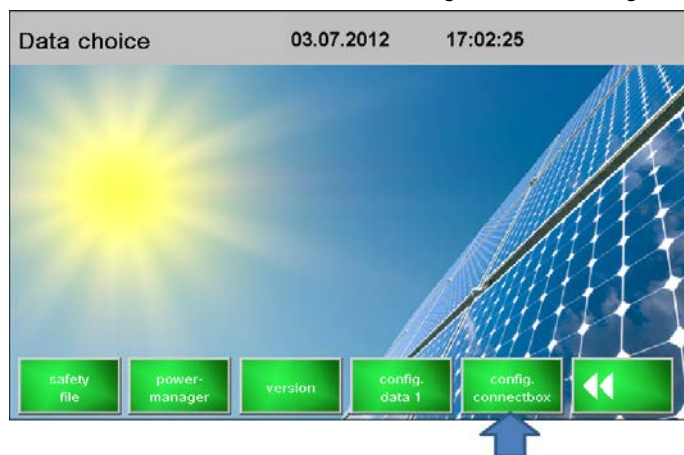 Data choice 03.07.2012 17:02:25
safety file
power-manager
version
config. data 1
config. connectbox